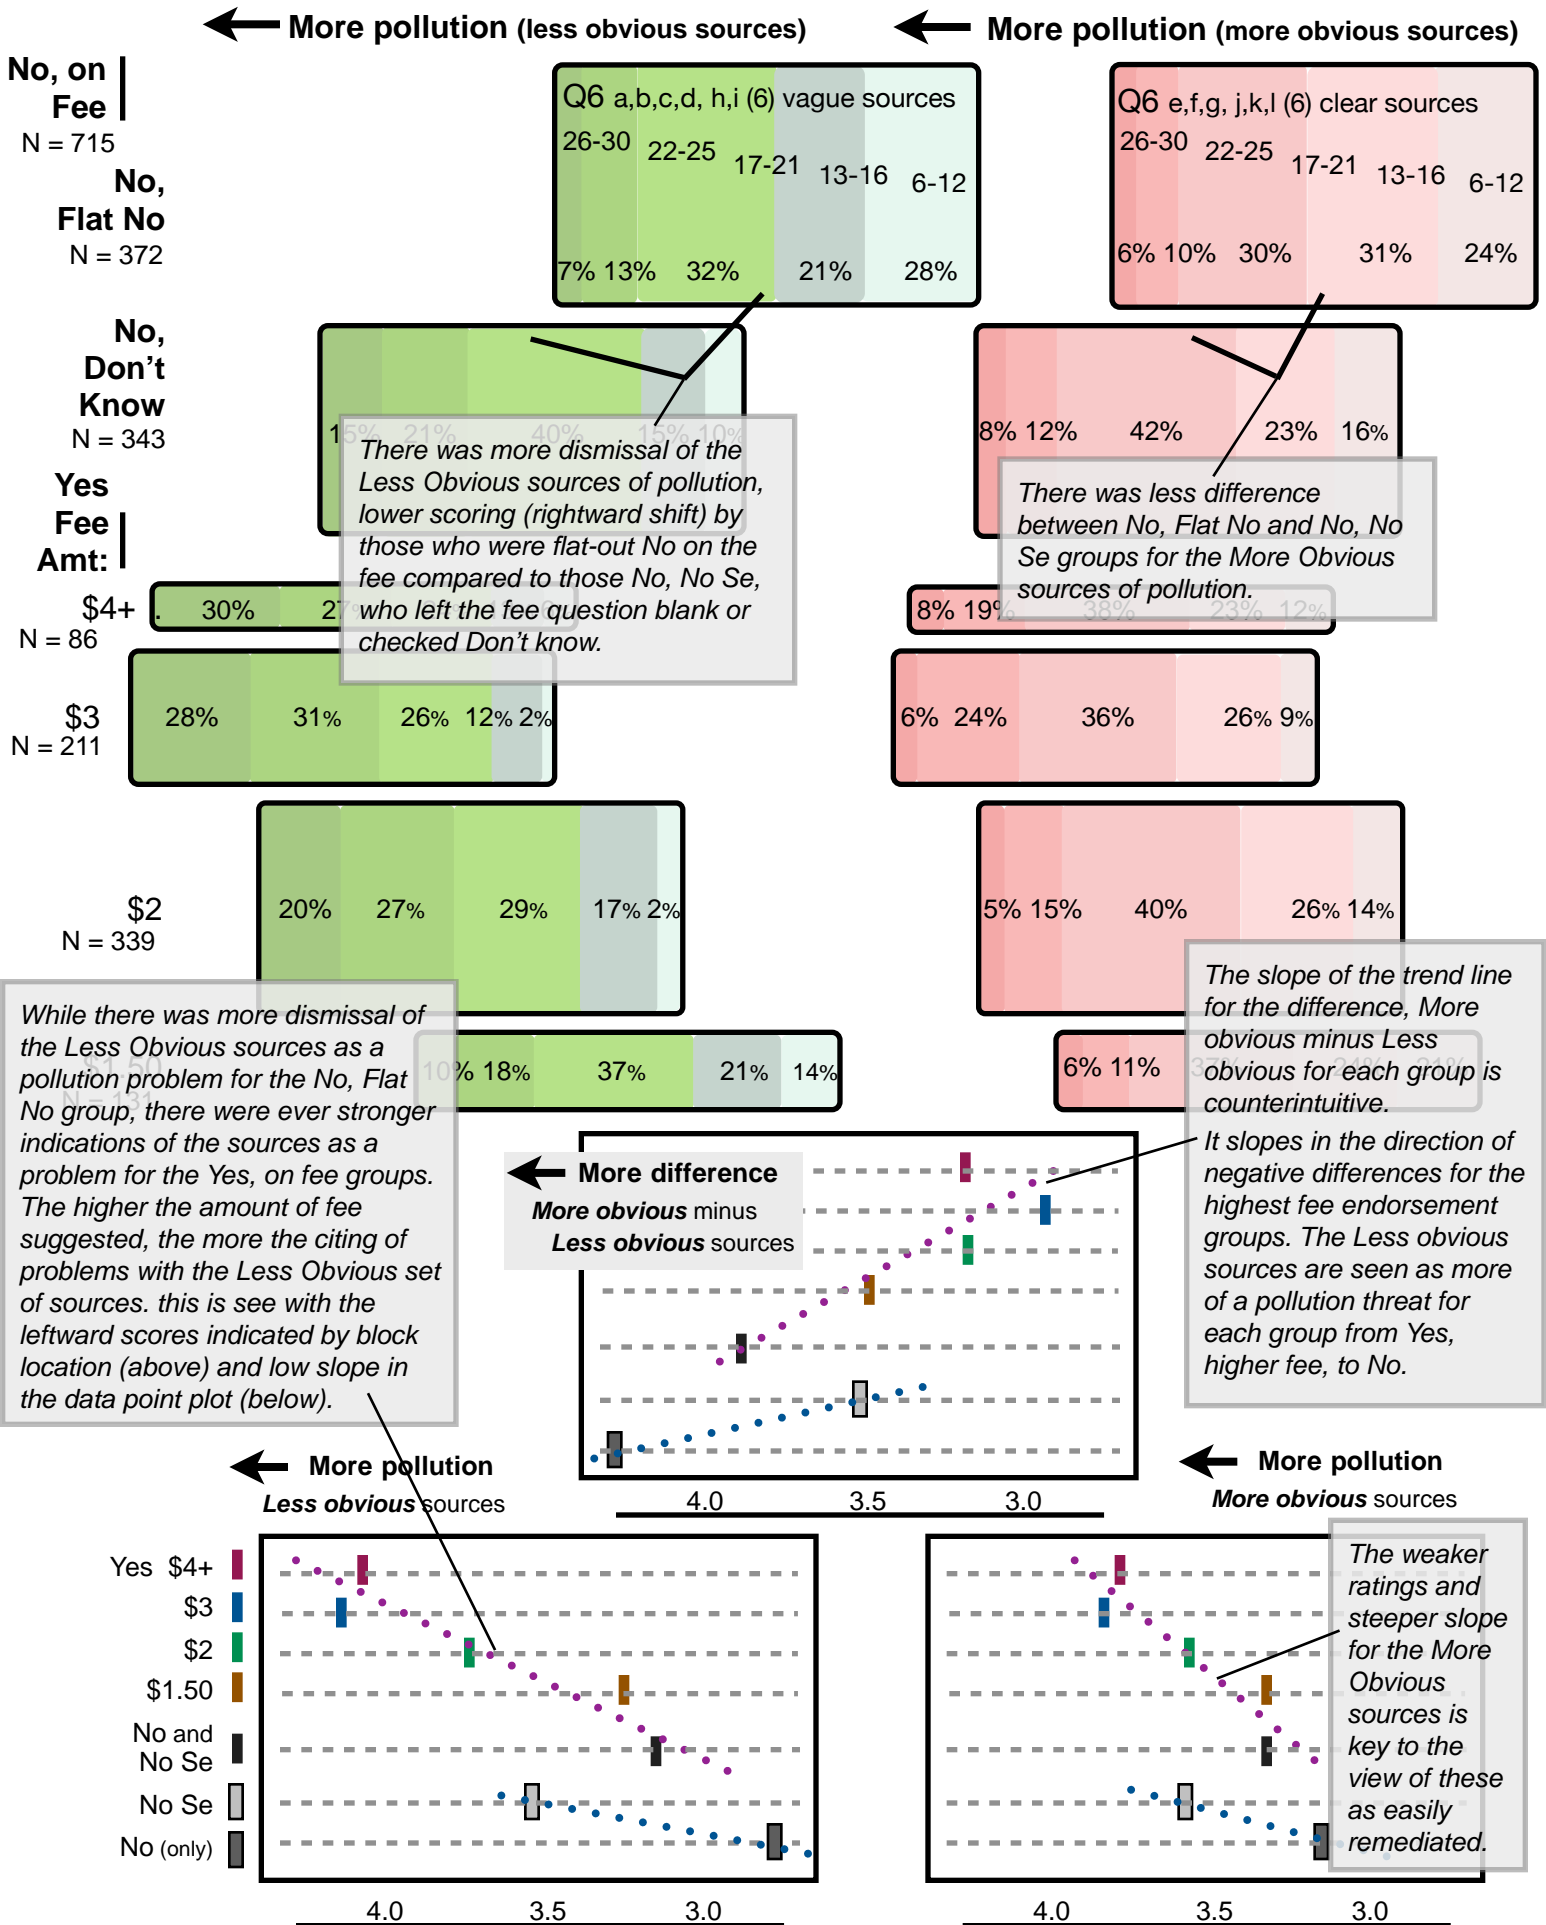 More pollution (less obvious sources)
More pollution (more obvious sources)
No, on
Fee
N = 715
No,
Flat No
N = 372
Q6 a,b,c,d, h,i (6) vague sources
26-30 22-25 17-21 13-16 6-12
7% 13% 32% 21% 28%
Q6 e,f,g, j,k,l (6) clear sources
26-30 22-25 17-21 13-16 6-12
6% 10% 30% 31% 24%
No,
Don't
Know
N = 343
15% 21% 40% 15% 10%
8% 12% 42% 23% 16%
There was more dismissal of the
Less Obvious sources of pollution,
lower scoring (rightward shift) by
those who were flat-out No on the
fee compared to those No, No Se,
who left the fee question blank or
checked Don't know.
There was less difference
between No, Flat No and No, No
Se groups for the More Obvious
sources of pollution.
Yes
Fee
Amt:
$4+
N = 86
. 30%
8% 19% 38% 23% 12%
$3
N = 211
28% 31% 26% 12% 2%
6% 24% 36% 26% 9%
$2
N = 339
20% 27% 29% 17% 2%
5% 15% 40% 26% 14%
$1.50
N = 131
10% 18% 37% 21% 14%
6% 11% 37% 24% 21%
While there was more dismissal of
the Less Obvious sources as a
pollution problem for the No, Flat
No group, there were ever stronger
indications of the sources as a
problem for the Yes, on fee groups.
The higher the amount of fee
suggested, the more the citing of
problems with the Less Obvious set
of sources. this is see with the
leftward scores indicated by block
location (above) and low slope in
the data point plot (below).
The slope of the trend line
for the difference, More
obvious minus Less
obvious for each group is
counterintuitive.
It slopes in the direction of
negative differences for the
highest fee endorsement
groups. The Less obvious
sources are seen as more
of a pollution threat for
each group from Yes,
higher fee, to No.
More difference
More obvious minus
Less obvious sources
4.0 3.5 3.0
More pollution
Less obvious sources
More pollution
More obvious sources
Yes $4+
$3
$2
$1.50
No and
No Se
No Se
No (only)
4.0 3.5 3.0
The weaker
ratings and
steeper slope
for the More
Obvious
sources is
key to the
view of these
as easily
remediated.
4.0 3.5 3.0